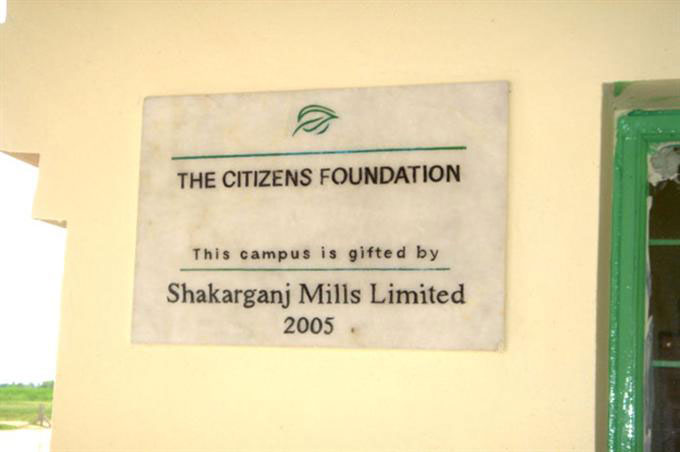 THE CITIZENS FOUNDATION
This campus is gifted by
Shakarganj Mills Limited
2005